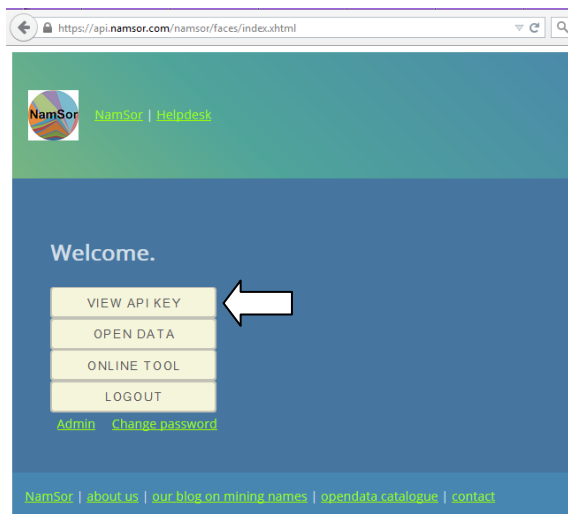 https://api.namsor.com/namsor/faces/index.xhtml
NamSor
NamSor | Helpdesk
Welcome.
VIEW API KEY
OPEN DATA
ONLINE TOOL
LOGOUT
Admin Change password
NamSor | about us | our blog on mining names | opendata catalogue | contact